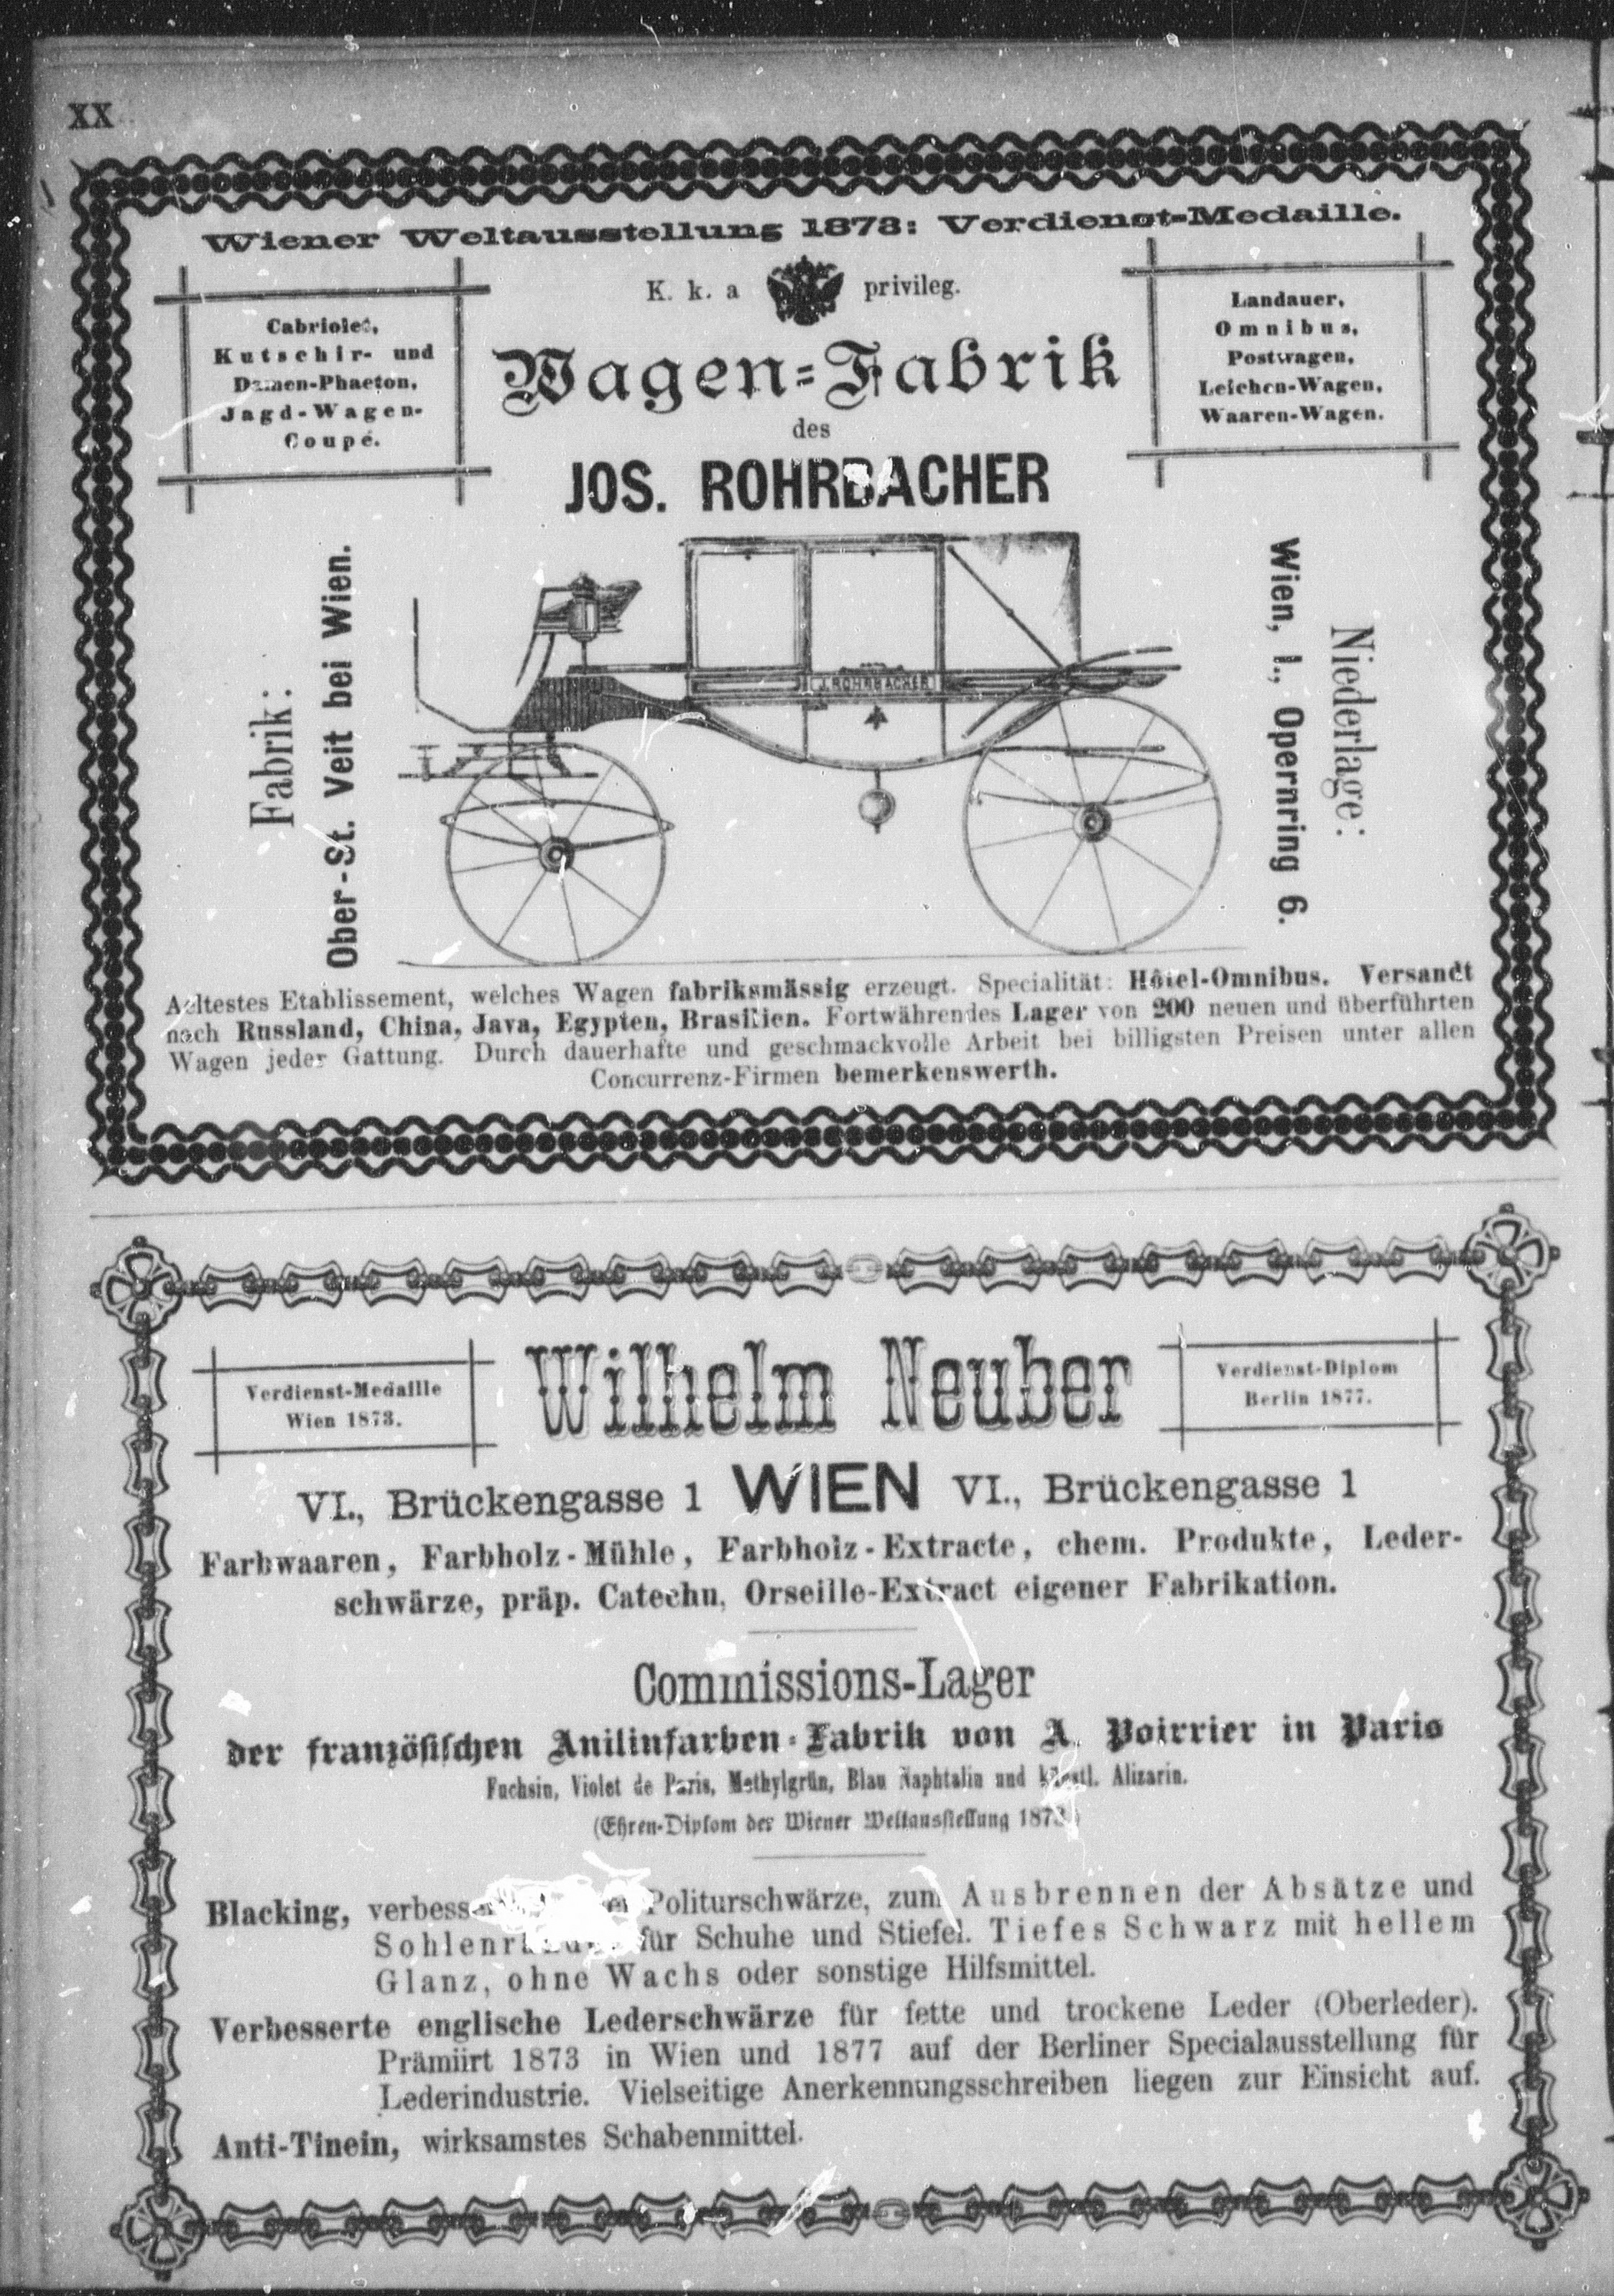 XX
Wiener Weltausstellung 1873: Verdienst-Medaille.
Cabriolet,
Kutschir- und
Damen-Phaeton,
Jagd-Wagen-
Coupé.
K. k. a privileg.
Wagen-Fabrik
des
JOS. ROHRBACHER
Landauer,
Omnibus,
Postwagen,
Leichen-Wagen,
Waaren-Wagen.
Fabrik:
Ober-St. Veit bei Wien.
J. ROHRBACHER
Niederlage:
Wien, I., Opernring 6.
Aeltestes Etablissement, welches Wagen fabriksmässig erzeugt. Specialität: Hôtel-Omnibus. Versandt
nach Russland, China, Java, Egypten, Brasilien. Fortwährendes Lager von 200 neuen und überführten
Wagen jeder Gattung. Durch dauerhafte und geschmackvolle Arbeit bei billigsten Preisen unter allen
Concurrenz-Firmen bemerkenswerth.
Verdienst-Medaille
Wien 1873.
Wilhelm Neuber
Verdienst-Diplom
Berlin 1877.
VI., Brückengasse 1 WIEN VI., Brückengasse 1
Farbwaaren, Farbholz-Mühle, Farbholz-Extracte, chem. Produkte, Leder-
schwärze, präp. Catechu, Orseille-Extract eigener Fabrikation.
Commissions-Lager
der französischen Anilinfarben-Fabrik von A. Poirrier in Paris
Fuchsin, Violet de Paris, Methylgrün, Blau Naphtalin und künstl. Alizarin.
(Ehren-Diplom der Wiener Weltausstellung 1873.)
Blacking, Politurschwärze, zum Ausbrennen der Absätze und
für Schuhe und Stiefel. Tiefes Schwarz mit hellem
Glanz, ohne Wachs oder sonstige Hilfsmittel.
Verbesserte englische Lederschwärze für fette und trockene Leder (Oberleder).
Prämiirt 1873 in Wien und 1877 auf der Berliner Specialausstellung für
Lederindustrie. Vielseitige Anerkennungsschreiben liegen zur Einsicht auf.
Anti-Tinein, wirksamstes Schabenmittel.